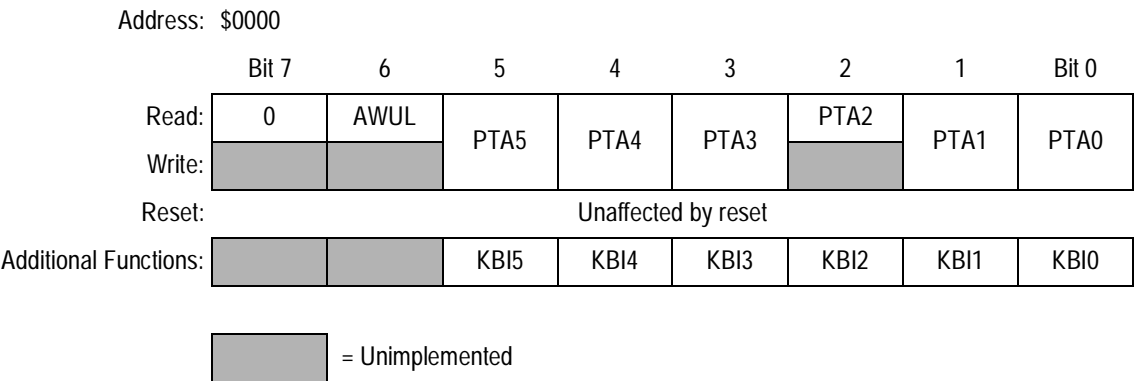 Address: $0000
Bit 7 6 5 4 3 2 1 Bit 0
Read: 0 AWUL PTA5 PTA4 PTA3 PTA2 PTA1 PTA0
Write:
Reset: Unaffected by reset
Additional Functions: KBI5 KBI4 KBI3 KBI2 KBI1 KBI0
= Unimplemented